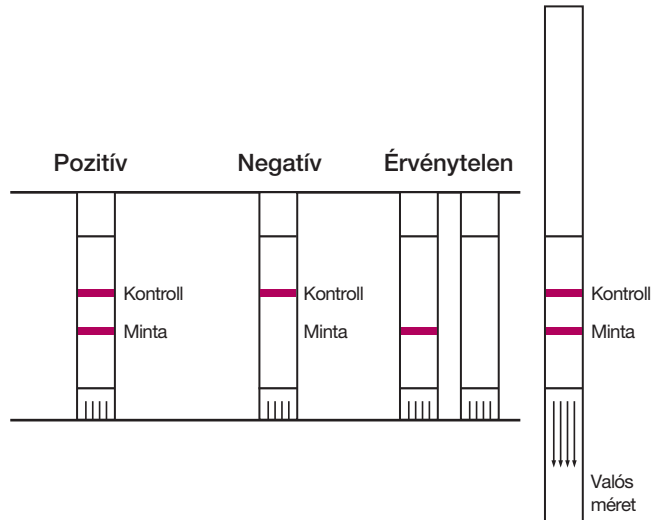 Pozitív
Negatív
Érvénytelen
Kontroll
Kontroll
Kontroll
Minta
Minta
Minta
Valós
méret